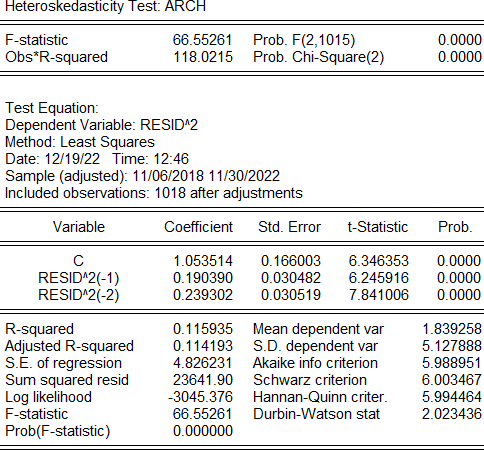 Heteroskedasticity Test: ARCH
F-statistic 66.55261 Prob. F(2,1015) 0.0000
Obs*R-squared 118.0215 Prob. Chi-Square(2) 0.0000
Test Equation:
Dependent Variable: RESID^2
Method: Least Squares
Date: 12/19/22 Time: 12:46
Sample (adjusted): 11/06/2018 11/30/2022
Included observations: 1018 after adjustments
Variable Coefficient Std. Error t-Statistic Prob.
C 1.053514 0.166003 6.346353 0.0000
RESID^2(-1) 0.190390 0.030482 6.245916 0.0000
RESID^2(-2) 0.239302 0.030519 7.841006 0.0000
R-squared 0.115935 Mean dependent var 1.839258
Adjusted R-squared 0.114193 S.D. dependent var 5.127888
S.E. of regression 4.826231 Akaike info criterion 5.988951
Sum squared resid 23641.90 Schwarz criterion 6.003467
Log likelihood -3045.376 Hannan-Quinn criter. 5.994464
F-statistic 66.55261 Durbin-Watson stat 2.023436
Prob(F-statistic) 0.000000